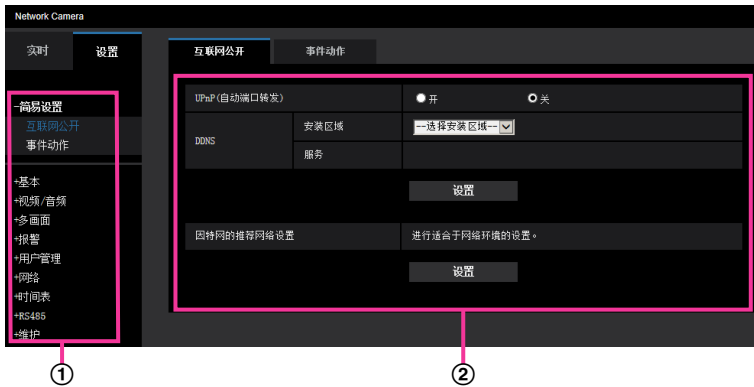 Network Camera
实时 设置 互联网公开 事件动作
-简易设置
互联网公开
事件动作
+基本
+视频/音频
+多画面
+报警
+用户管理
+网络
+时间表
+RS485
+维护
UPnP(自动端口转发) 开 关
DDNS 安装区域 --选择安装区域--
服务
设置
因特网的推荐网络设置 进行适合于网络环境的设置。
设置
① ②